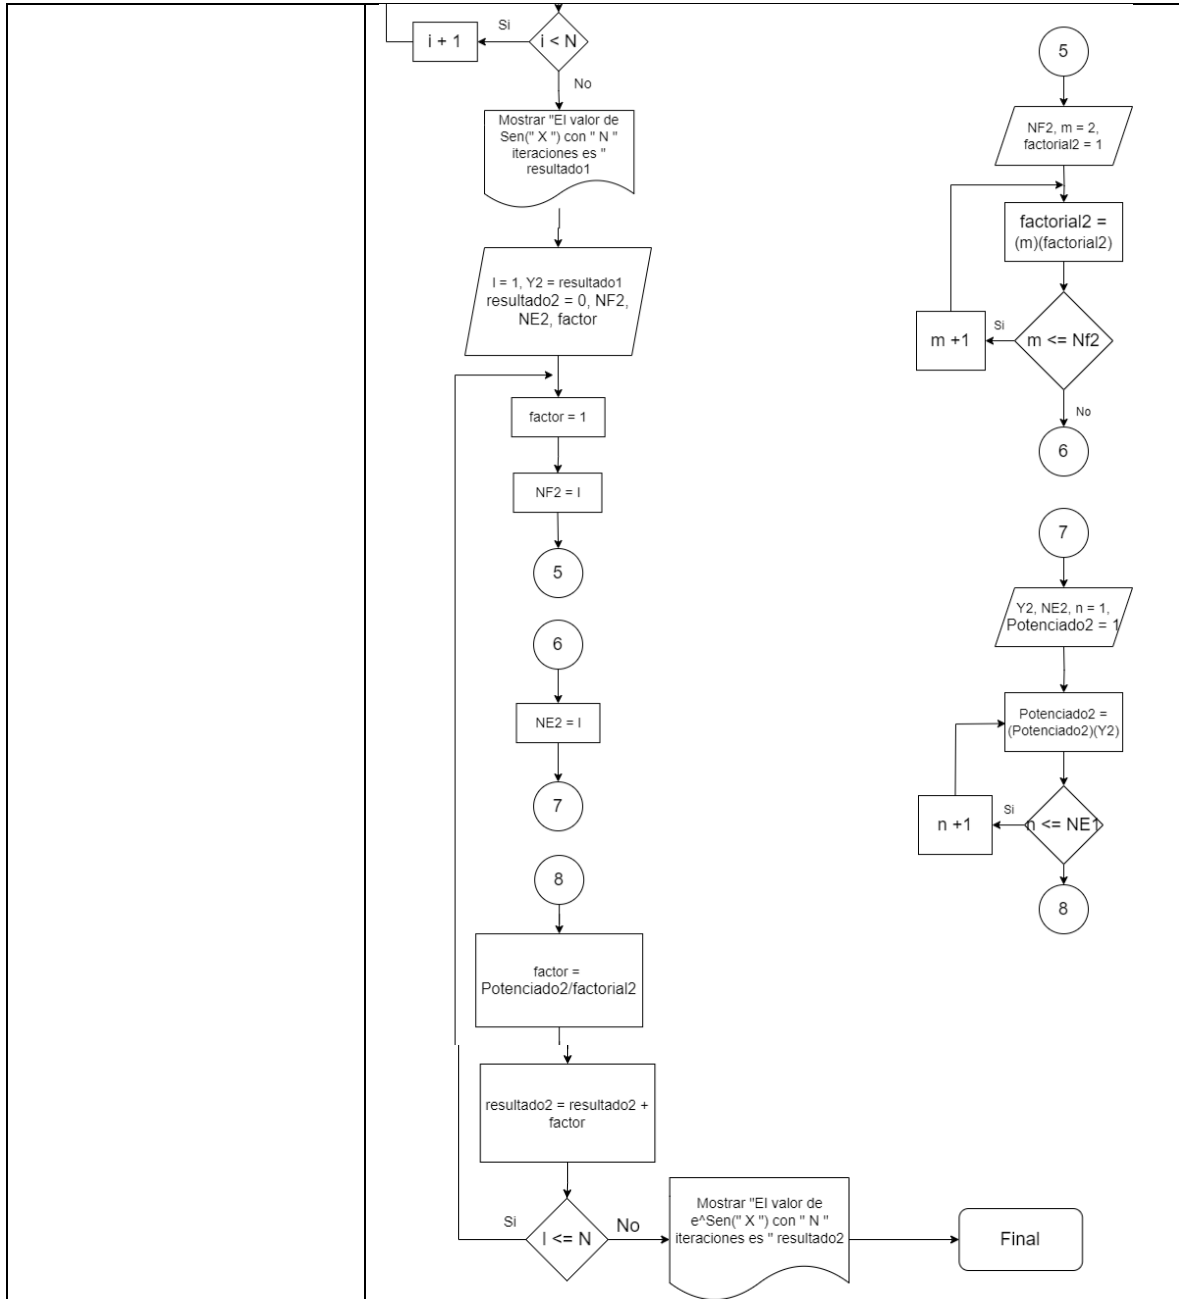 Si
i + 1
i < N
No
Mostrar "El valor de
Sen(" X ") con " N "
iteraciones es "
resultado1
I = 1, Y2 = resultado1
resultado2 = 0, NF2,
NE2, factor
factor = 1
NF2 = I
5
6
NE2 = I
7
8
factor =
Potenciado2/factorial2
resultado2 = resultado2 +
factor
Si
I <= N
No
Mostrar "El valor de
e^Sen(" X ") con " N "
iteraciones es " resultado2
Final
5
NF2, m = 2,
factorial2 = 1
factorial2 =
(m)(factorial2)
Si
m +1
m <= Nf2
No
6
7
Y2, NE2, n = 1,
Potenciado2 = 1
Potenciado2 =
(Potenciado2)(Y2)
Si
n +1
n <= NE1
8